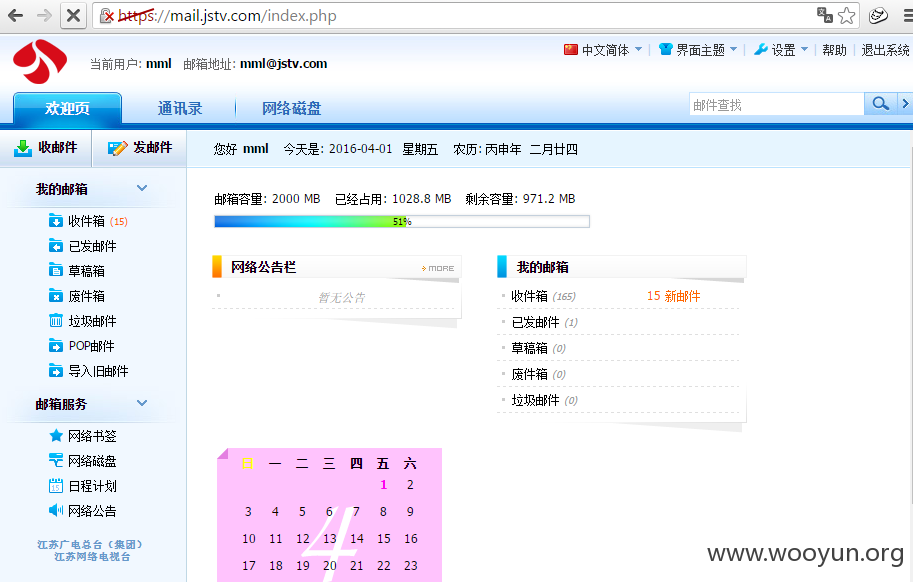 https://mail.jstv.com/index.php
当前用户: mml 邮箱地址: mml@jstv.com
中文简体 界面主题 设置 帮助 退出系统
欢迎页 通讯录 网络磁盘 邮件查找
收邮件 发邮件
您好 mml 今天是: 2016-04-01 星期五 农历: 丙申年 二月廿四
我的邮箱
收件箱 (15)
已发邮件
草稿箱
废件箱
垃圾邮件
POP邮件
导入旧邮件
邮箱服务
网络书签
网络磁盘
日程计划
网络公告
江苏广电总台（集团）
江苏网络电视台
邮箱容量: 2000 MB 已经占用: 1028.8 MB 剩余容量: 971.2 MB
51%
网络公告栏 MORE
暂无公告
我的邮箱
收件箱 (165) 15 新邮件
已发邮件 (1)
草稿箱 (0)
废件箱 (0)
垃圾邮件 (0)
日 一 二 三 四 五 六
1 2
3 4 5 6 7 8 9
10 11 12 13 14 15 16
17 18 19 20 21 22 23
4
www.wooyun.org